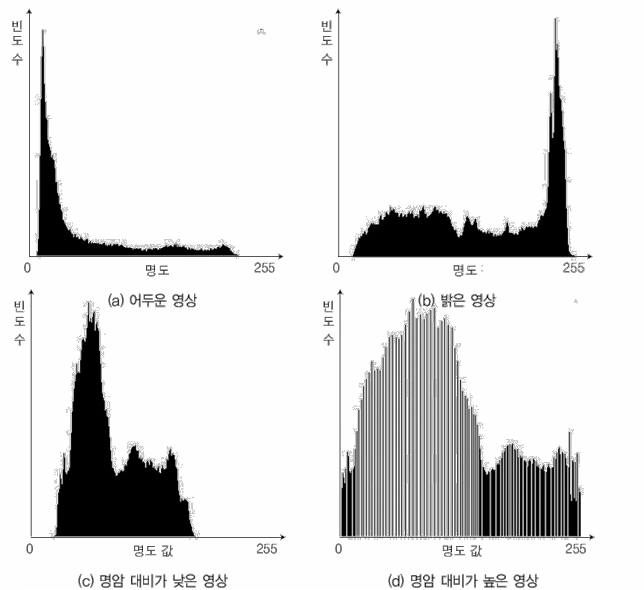 빈도수
0 명도 255
(a) 어두운 영상
빈도수
0 명도 255
(b) 밝은 영상
빈도수
0 명도 값 255
(c) 명암 대비가 낮은 영상
빈도수
0 명도 값 255
(d) 명암 대비가 높은 영상